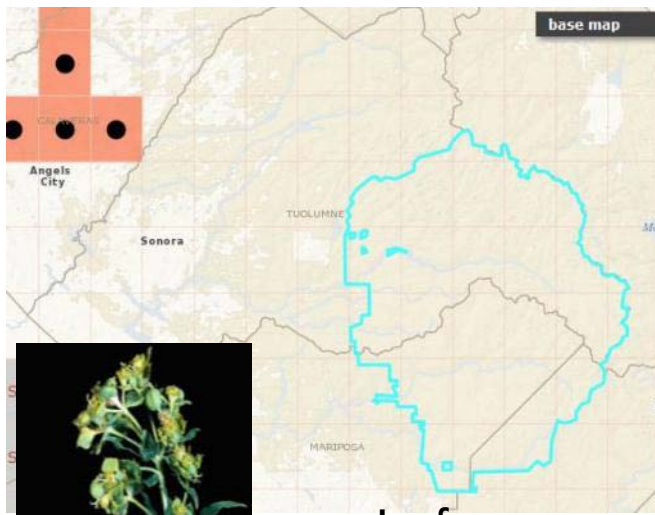 base map
CALAVERAS
Angels
City
TUOLUMNE
Sonora
S
S
MARIPOSA